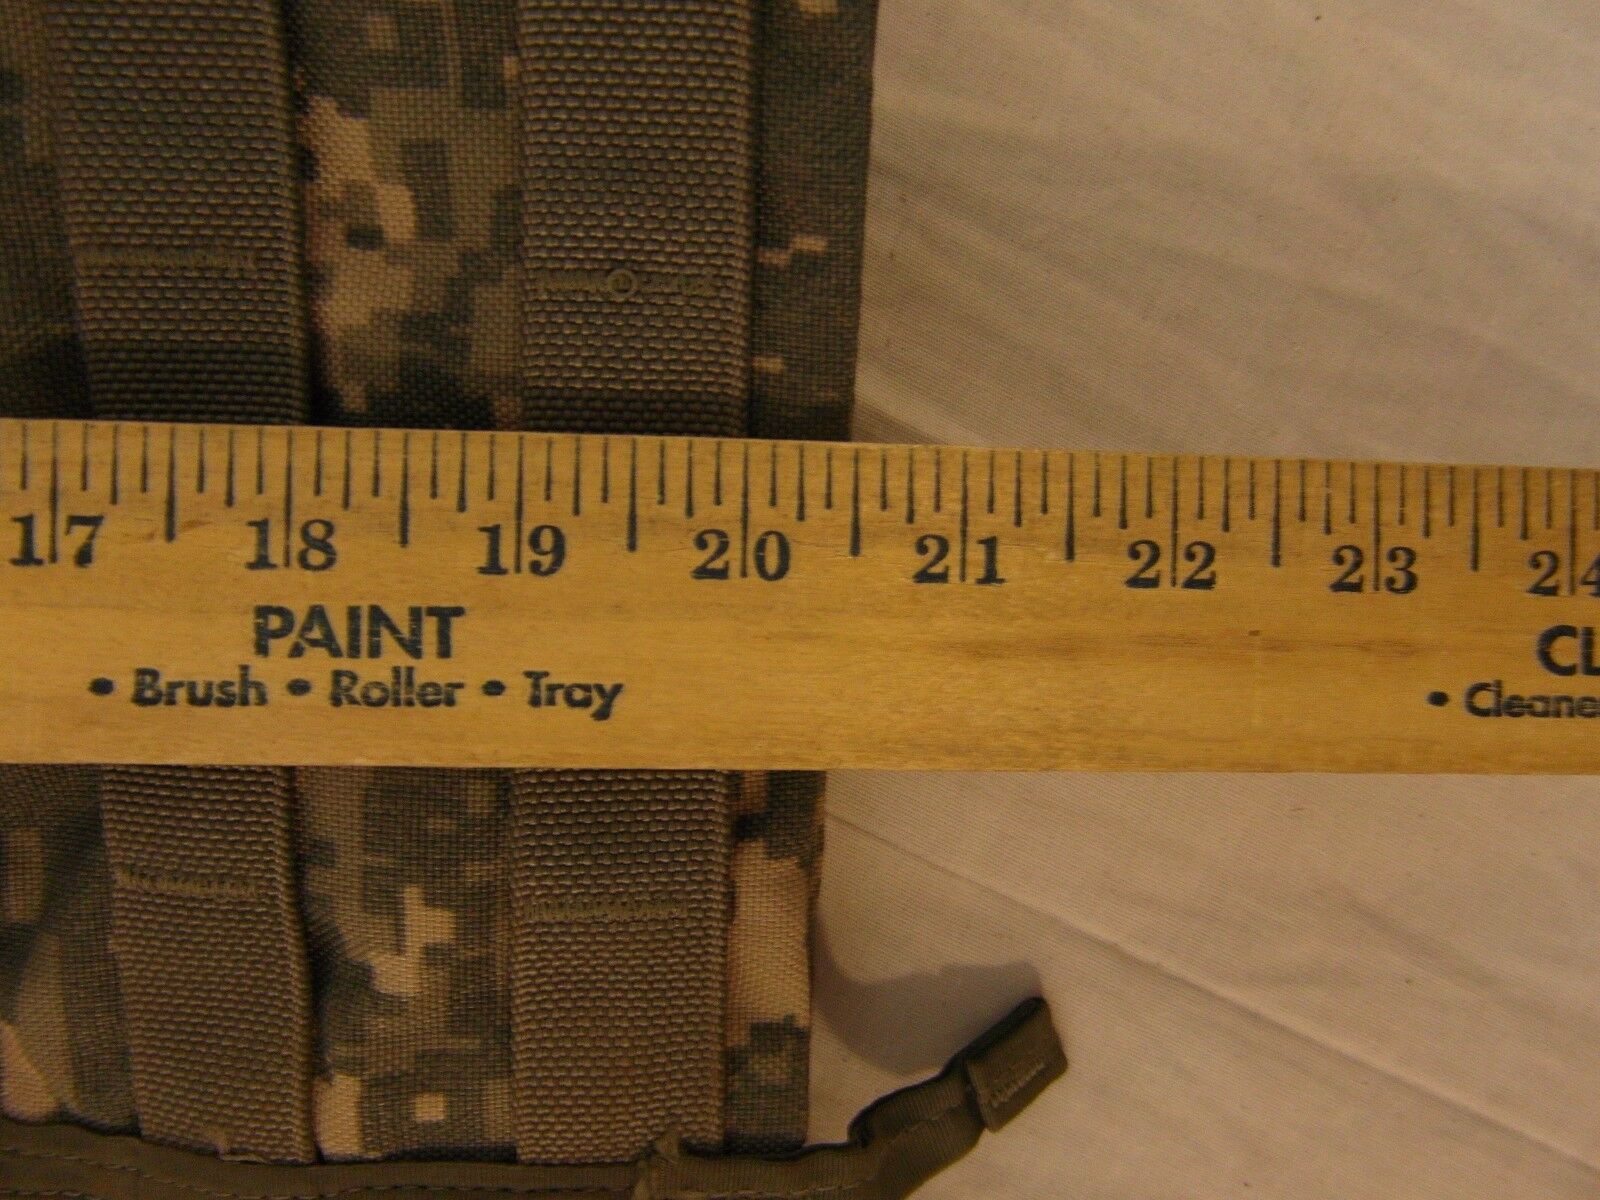 17 18 19 20 21 22 23 24
PAINT
• Brush • Roller • Tray
CL
• Cleane